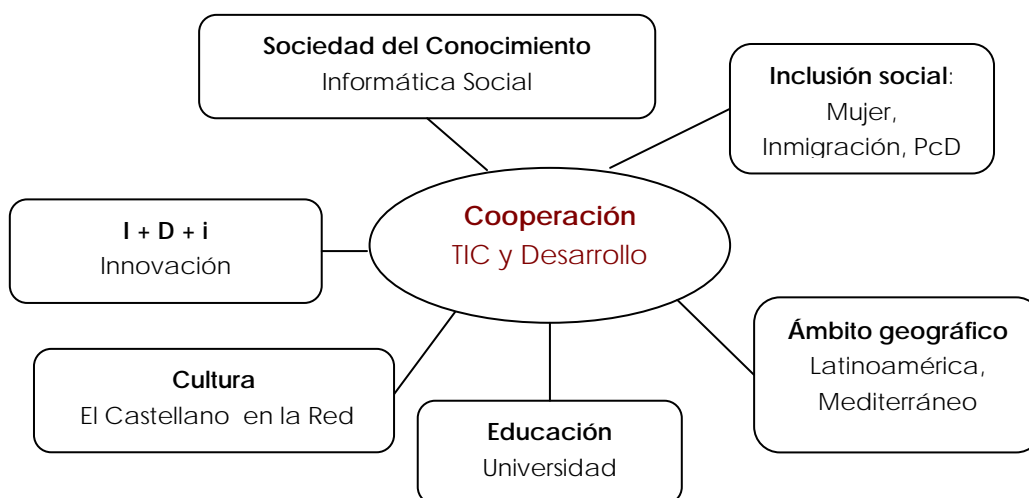 Sociedad del Conocimiento
Informática Social
Inclusión social:
Mujer,
Inmigración, PcD
Cooperación
TIC y Desarrollo
I + D + i
Innovación
Ámbito geográfico
Latinoamérica,
Mediterráneo
Cultura
El Castellano en la Red
Educación
Universidad